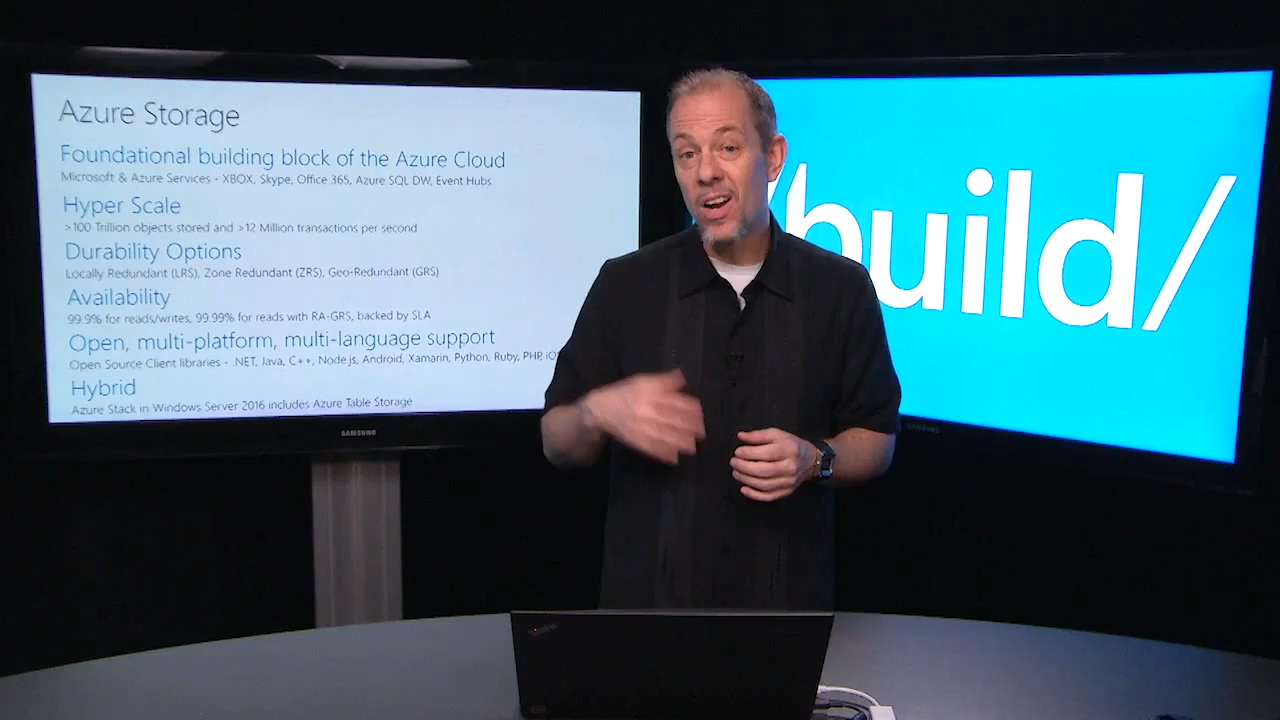 Azure Storage
Foundational building block of the Azure Cloud
Microsoft & Azure Services - XBOX, Skype, Office 365, Azure SQL DW, Event Hubs
Hyper Scale
>100 Trillion objects stored and >12 Million transactions per second
Durability Options
Locally Redundant (LRS), Zone Redundant (ZRS), Geo-Redundant (GRS)
Availability
99.9% for reads/writes, 99.99% for reads with RA-GRS, backed by SLA
Open, multi-platform, multi-language support
Open Source Client libraries - .NET, Java, C++, Node.js, Android, Xamarin, Python, Ruby, PHP, iO
Hybrid
Azure Stack in Windows Server 2016 includes Azure Table Storage
SAMSUNG
/build/
SAMSUNG
ThinkPad